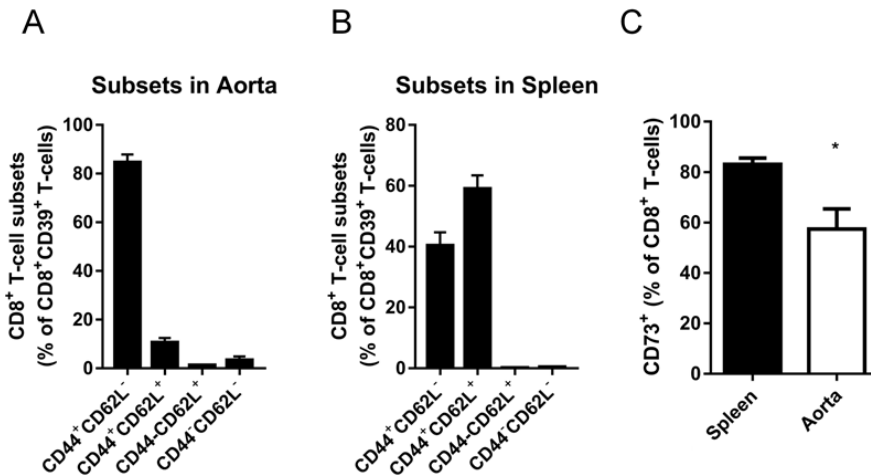 A
B
C
Subsets in Aorta
CD8⁺ T-cell subsets
(% of CD8⁺CD39⁺ T-cells)
100
80
60
40
20
0
CD44⁺CD62L⁻
CD44⁺CD62L⁺
CD44-CD62L⁺
CD44⁻CD62L⁻
Subsets in Spleen
CD8⁺ T-cell subsets
(% of CD8⁺CD39⁺ T-cells)
80
60
40
20
0
CD44⁺CD62L⁻
CD44⁺CD62L⁺
CD44-CD62L⁺
CD44⁻CD62L⁻
CD73⁺ (% of CD8⁺ T-cells)
100
80
60
40
20
0
*
Spleen
Aorta